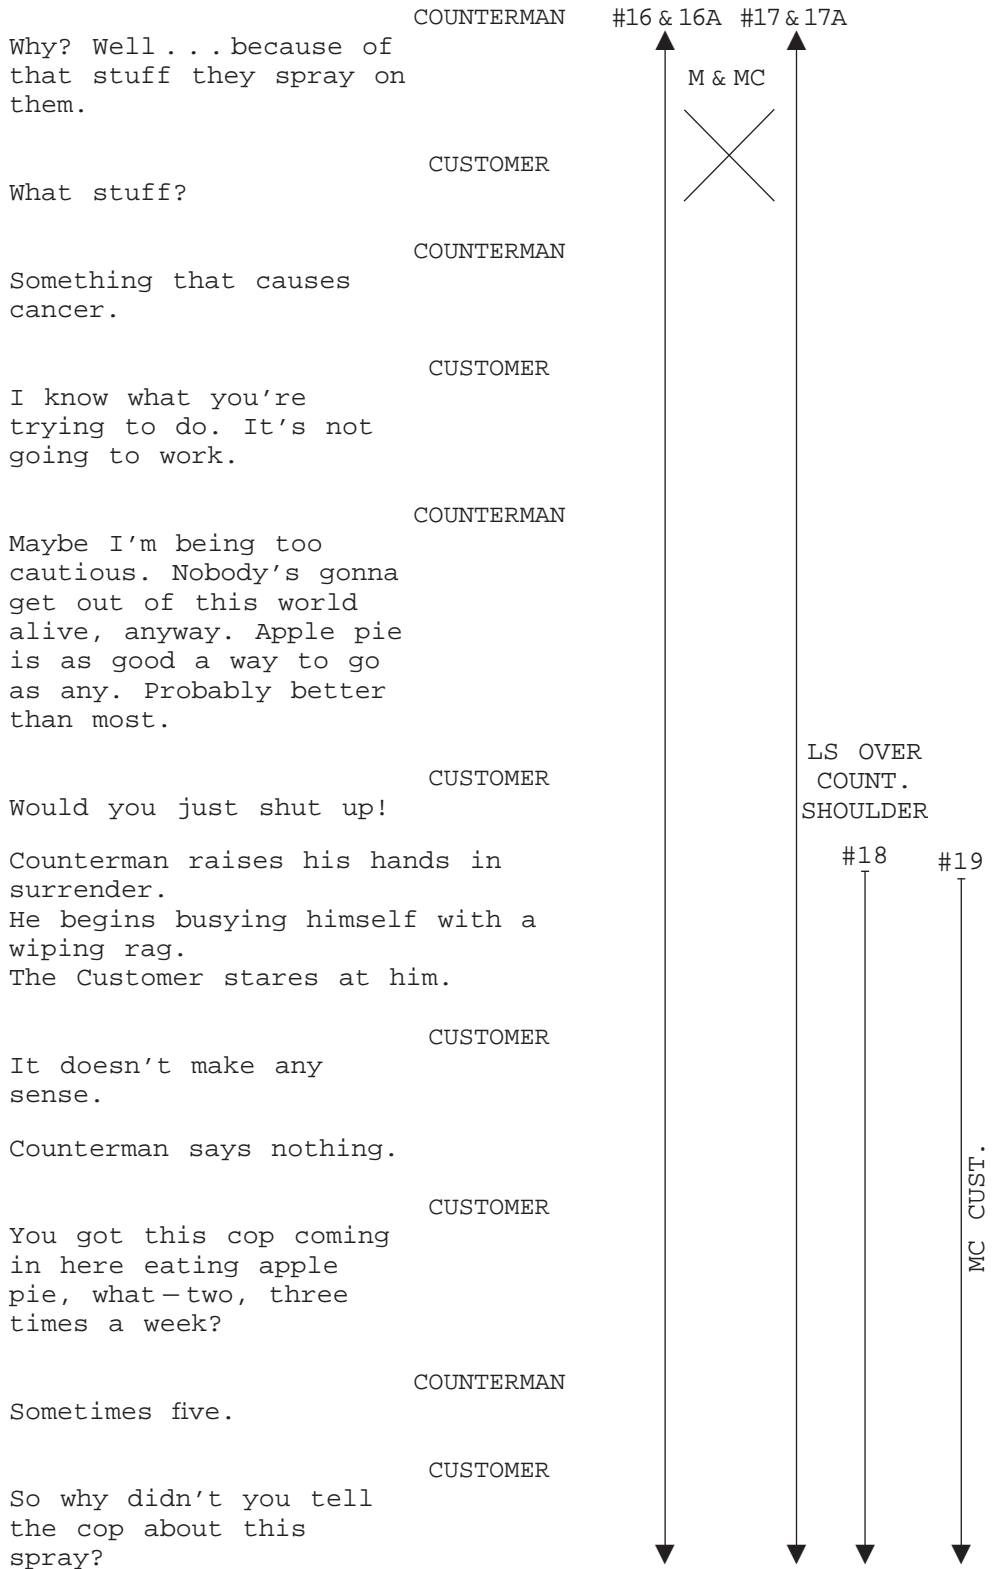 COUNTERMAN #16 & 16A #17 & 17A
Why? Well . . . because of
that stuff they spray on
M & MC
them.
CUSTOMER
What stuff?
COUNTERMAN
Something that causes
cancer.
CUSTOMER
I know what you're
trying to do. It's not
going to work.
COUNTERMAN
Maybe I'm being too
cautious. Nobody's gonna
get out of this world
alive, anyway. Apple pie
is as good a way to go
as any. Probably better
than most.
LS OVER
COUNT.
SHOULDER
CUSTOMER
Would you just shut up!
#18 #19
Counterman raises his hands in
surrender.
He begins busying himself with a
wiping rag.
The Customer stares at him.
CUSTOMER
It doesn't make any
sense.
Counterman says nothing.
MC CUST.
CUSTOMER
You got this cop coming
in here eating apple
pie, what — two, three
times a week?
COUNTERMAN
Sometimes five.
CUSTOMER
So why didn't you tell
the cop about this
spray?